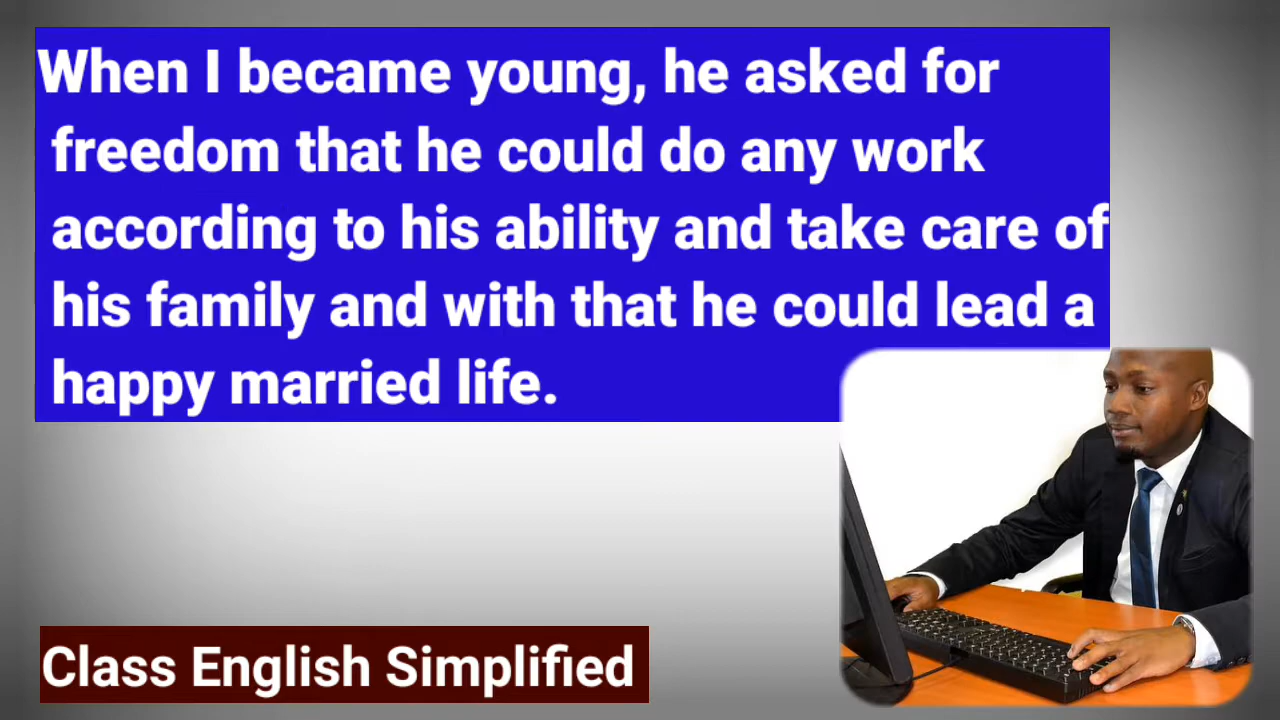 When I became young, he asked for
freedom that he could do any work
according to his ability and take care of
his family and with that he could lead a
happy married life.
Class English Simplified